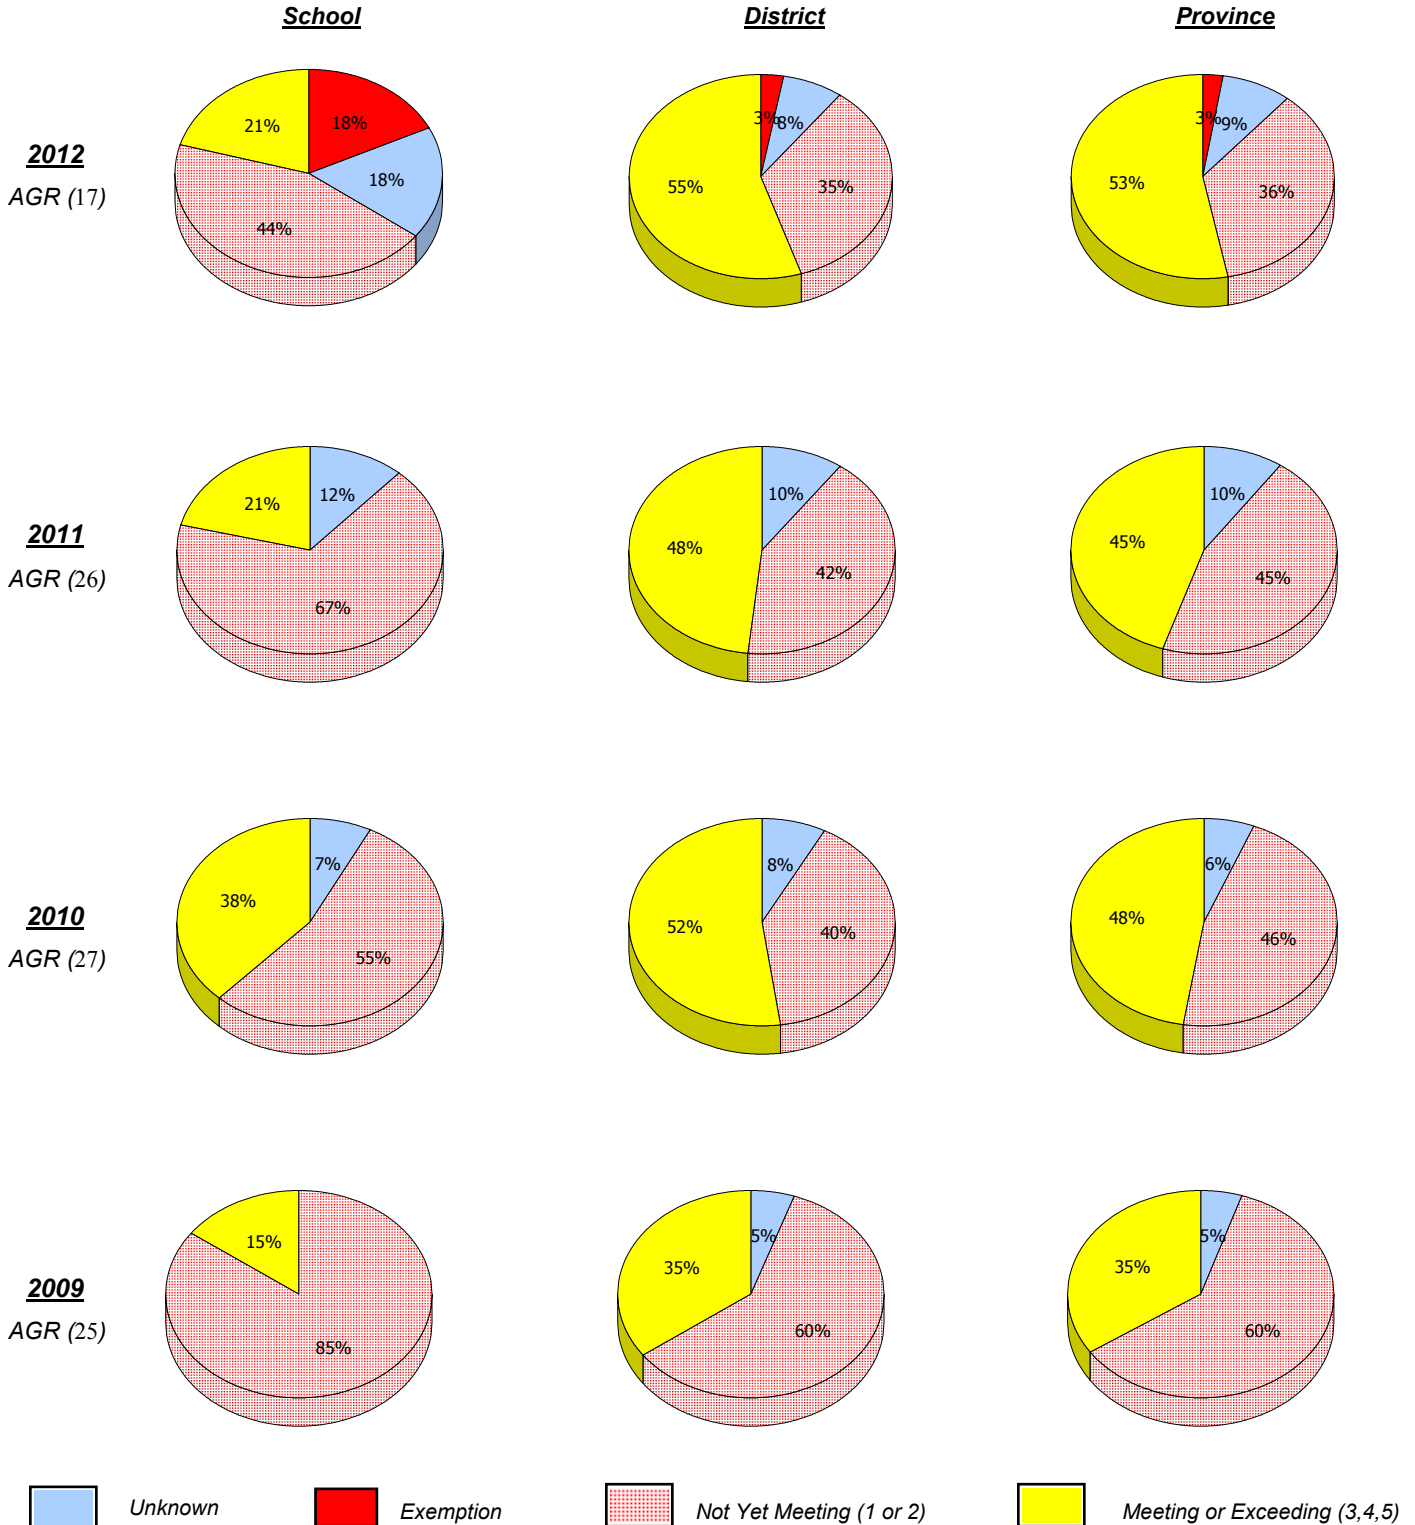 School District Province
2012
AGR (17)
21% 18% 18% 44%
3% 8% 55% 35%
3% 9% 53% 36%
2011
AGR (26)
21% 12% 67%
10% 48% 42%
10% 45% 45%
2010
AGR (27)
7% 38% 55%
8% 52% 40%
6% 48% 46%
2009
AGR (25)
15% 85%
5% 35% 60%
5% 35% 60%
Unknown Exemption Not Yet Meeting (1 or 2) Meeting or Exceeding (3,4,5)